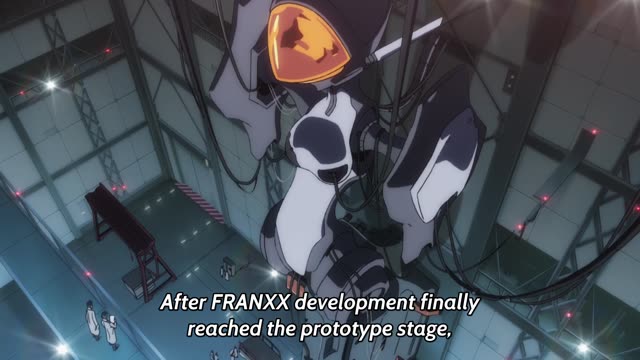 After FRANXX development finally
reached the prototype stage,